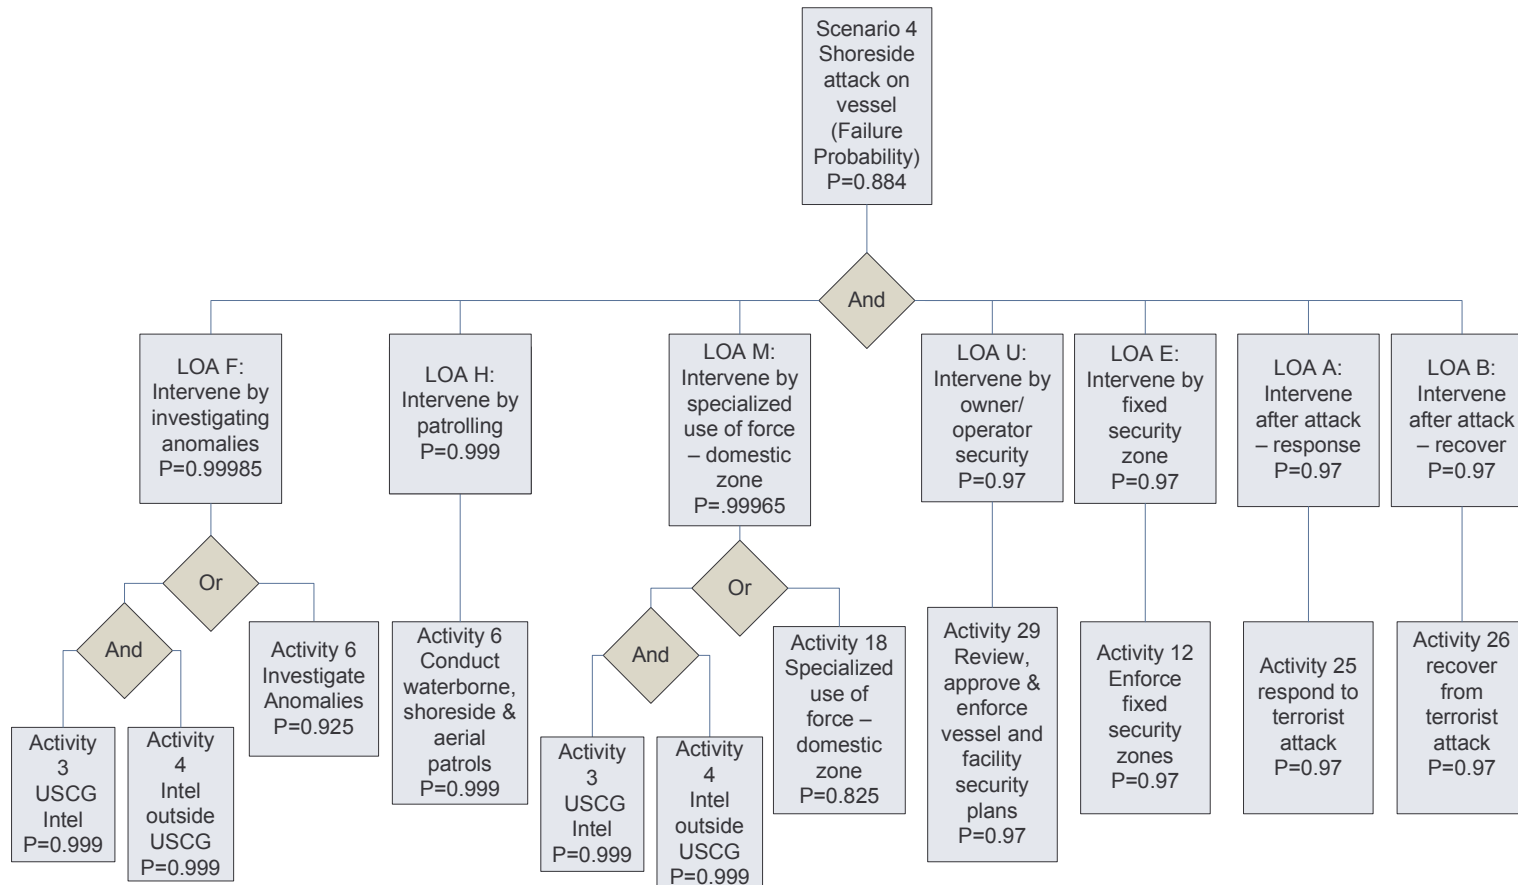 Scenario 4
Shoreside
attack on
vessel
(Failure
Probability)
P=0.884
And
LOA F:
Intervene by
investigating
anomalies
P=0.99985
LOA H:
Intervene by
patrolling
P=0.999
LOA M:
Intervene by
specialized
use of force
– domestic
zone
P=.99965
LOA U:
Intervene by
owner/
operator
security
P=0.97
LOA E:
Intervene by
fixed
security
zone
P=0.97
LOA A:
Intervene
after attack
– response
P=0.97
LOA B:
Intervene
after attack
– recover
P=0.97
Or
And
Activity 3
USCG
Intel
P=0.999
Activity
4
Intel
outside
USCG
P=0.999
Activity 6
Investigate
Anomalies
P=0.925
Activity 6
Conduct
waterborne,
shoreside &
aerial
patrols
P=0.999
Or
And
Activity
3
USCG
Intel
P=0.999
Activity
4
Intel
outside
USCG
P=0.999
Activity 18
Specialized
use of
force –
domestic
zone
P=0.825
Activity 29
Review,
approve &
enforce
vessel and
facility
security
plans
P=0.97
Activity 12
Enforce
fixed
security
zones
P=0.97
Activity 25
respond to
terrorist
attack
P=0.97
Activity 26
recover
from
terrorist
attack
P=0.97